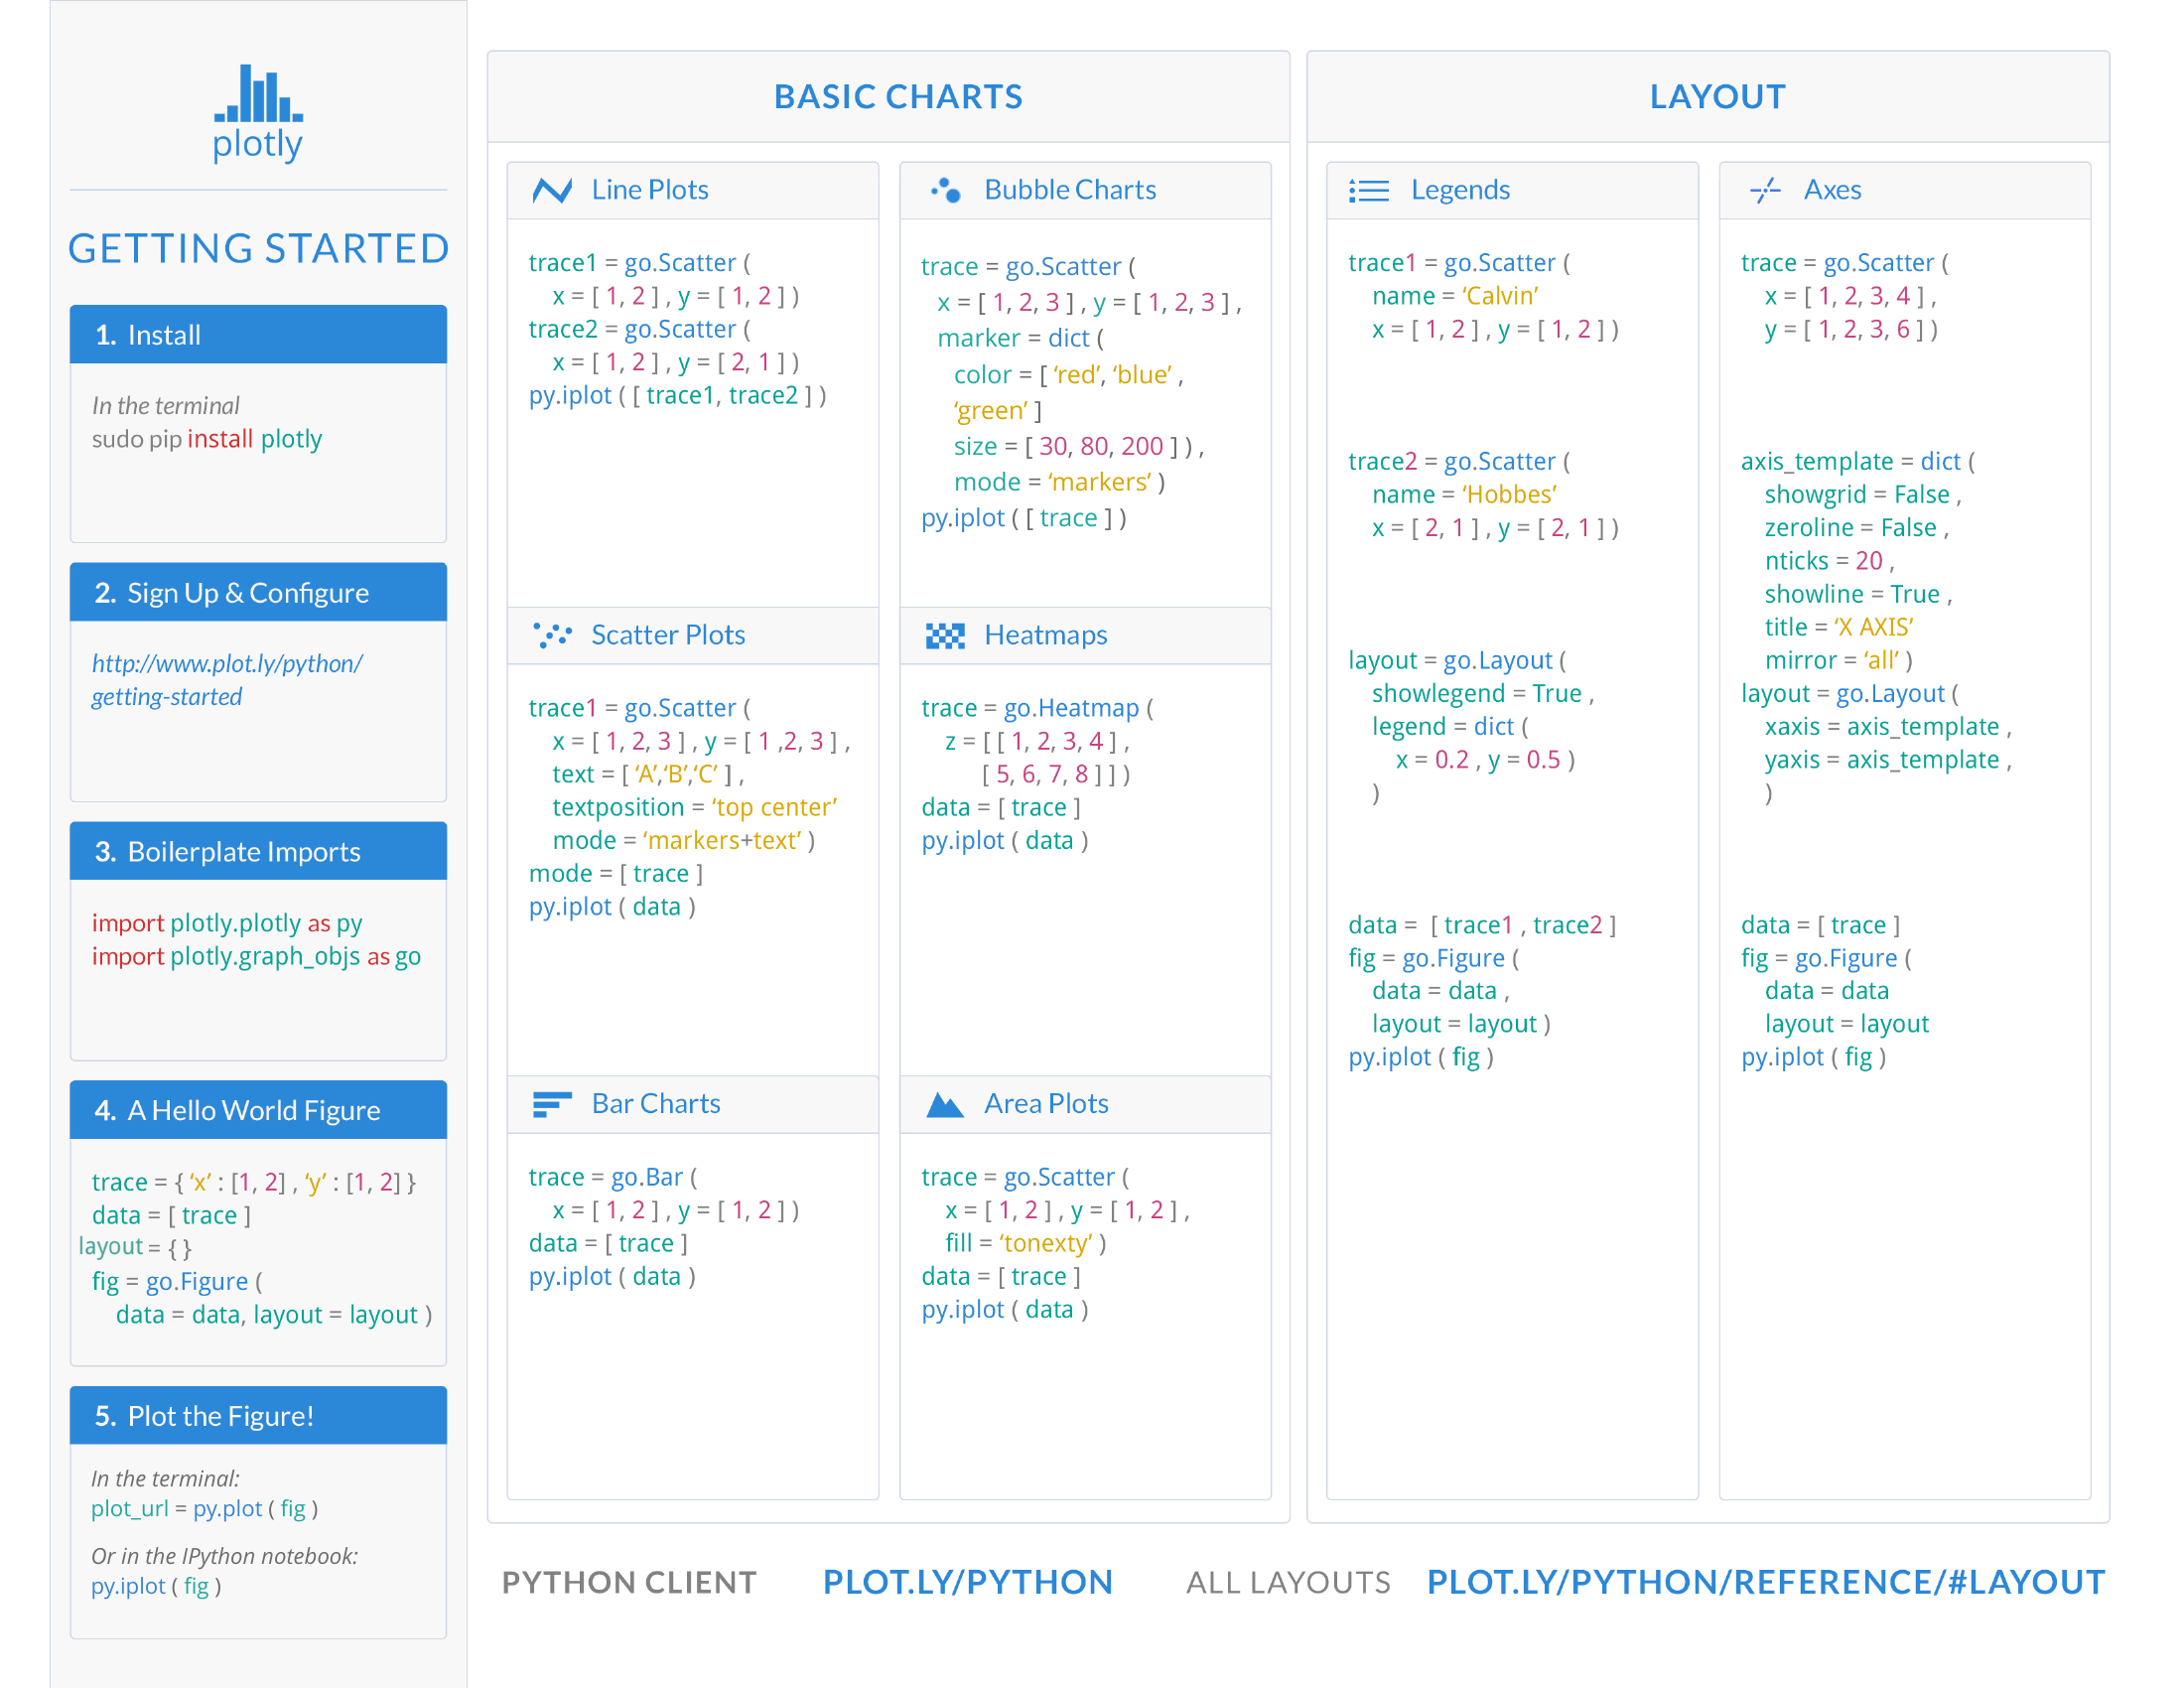 plotly
GETTING STARTED
1. Install
In the terminal
sudo pip install plotly
2. Sign Up & Configure
http://www.plot.ly/python/
getting-started
3. Boilerplate Imports
import plotly.plotly as py
import plotly.graph_objs as go
4. A Hello World Figure
trace = { ‘x’ : [1, 2] , ‘y’ : [1, 2] }
data = [ trace ]
layout = { }
fig = go.Figure (
data = data, layout = layout )
5. Plot the Figure!
In the terminal:
plot_url = py.plot ( fig )
Or in the IPython notebook:
py.iplot ( fig )
BASIC CHARTS
Line Plots
trace1 = go.Scatter (
x = [ 1, 2 ] , y = [ 1, 2 ] )
trace2 = go.Scatter (
x = [ 1, 2 ] , y = [ 2, 1 ] )
py.iplot ( [ trace1, trace2 ] )
Scatter Plots
trace1 = go.Scatter (
x = [ 1, 2, 3 ] , y = [ 1 ,2, 3 ] ,
text = [ ‘A’,‘B’,‘C’ ] ,
textposition = ‘top center’
mode = ‘markers+text’ )
mode = [ trace ]
py.iplot ( data )
Bar Charts
trace = go.Bar (
x = [ 1, 2 ] , y = [ 1, 2 ] )
data = [ trace ]
py.iplot ( data )
Bubble Charts
trace = go.Scatter (
x = [ 1, 2, 3 ] , y = [ 1, 2, 3 ] ,
marker = dict (
color = [ ‘red’, ‘blue’ ,
‘green’ ]
size = [ 30, 80, 200 ] ) ,
mode = ‘markers’ )
py.iplot ( [ trace ] )
Heatmaps
trace = go.Heatmap (
z = [ [ 1, 2, 3, 4 ] ,
[ 5, 6, 7, 8 ] ] )
data = [ trace ]
py.iplot ( data )
Area Plots
trace = go.Scatter (
x = [ 1, 2 ] , y = [ 1, 2 ] ,
fill = ‘tonexty’ )
data = [ trace ]
py.iplot ( data )
LAYOUT
Legends
trace1 = go.Scatter (
name = ‘Calvin’
x = [ 1, 2 ] , y = [ 1, 2 ] )
trace2 = go.Scatter (
name = ‘Hobbes’
x = [ 2, 1 ] , y = [ 2, 1 ] )
layout = go.Layout (
showlegend = True ,
legend = dict (
x = 0.2 , y = 0.5 )
)
data = [ trace1 , trace2 ]
fig = go.Figure (
data = data ,
layout = layout )
py.iplot ( fig )
Axes
trace = go.Scatter (
x = [ 1, 2, 3, 4 ] ,
y = [ 1, 2, 3, 6 ] )
axis_template = dict (
showgrid = False ,
zeroline = False ,
nticks = 20 ,
showline = True ,
title = ‘X AXIS’
mirror = ‘all’ )
layout = go.Layout (
xaxis = axis_template ,
yaxis = axis_template ,
)
data = [ trace ]
fig = go.Figure (
data = data
layout = layout
py.iplot ( fig )
PYTHON CLIENT PLOT.LY/PYTHON ALL LAYOUTS PLOT.LY/PYTHON/REFERENCE/#LAYOUT